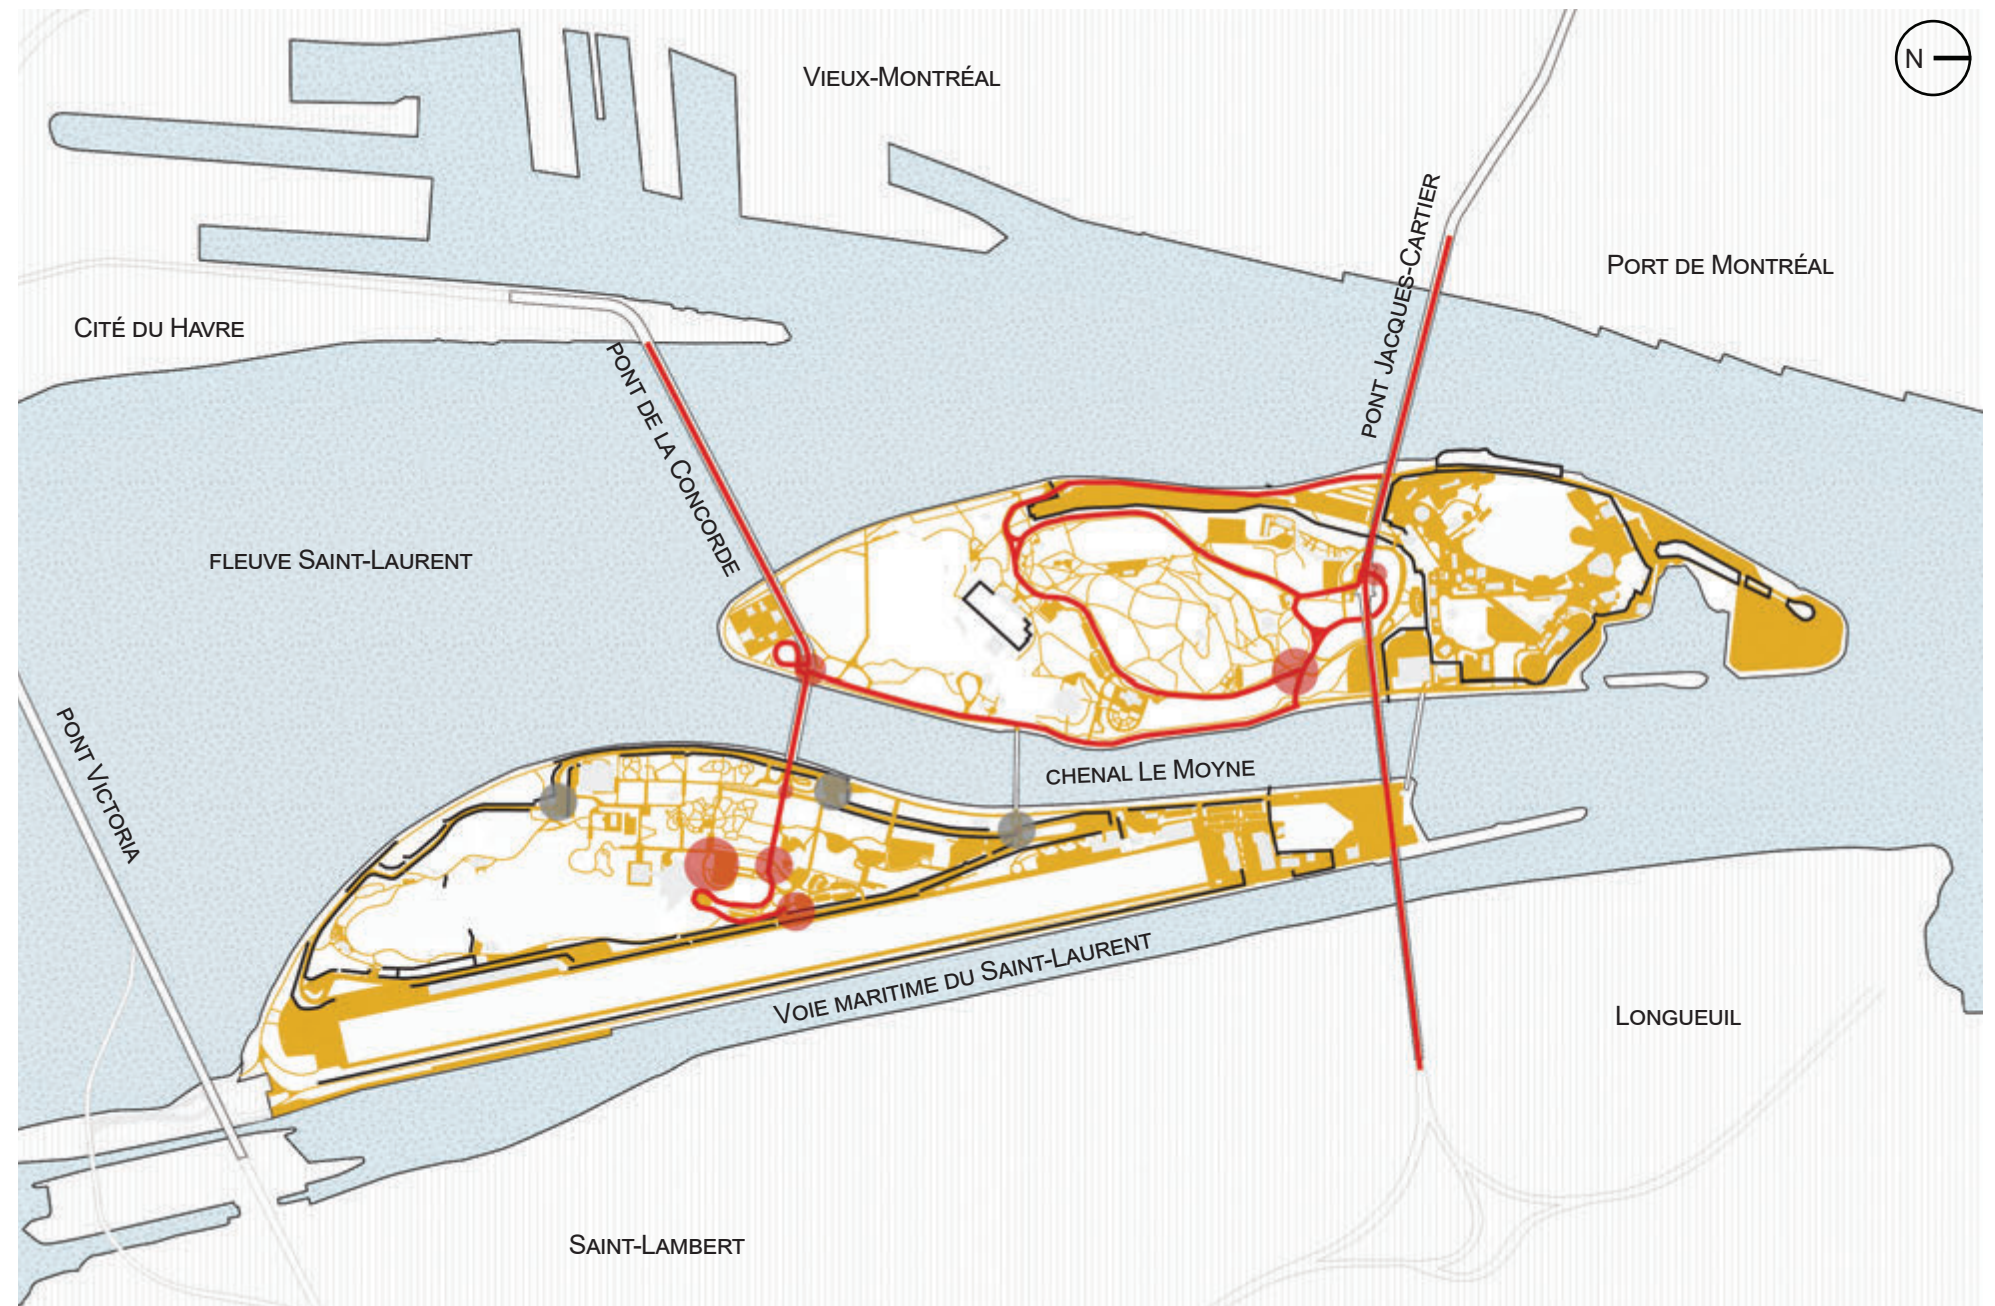 VIEUX-MONTRÉAL
N
PONT JACQUES-CARTIER
PORT DE MONTRÉAL
CITÉ DU HAVRE
PONT DE LA CONCORDE
FLEUVE SAINT-LAURENT
PONT VICTORIA
CHENAL LE MOYNE
VOIE MARITIME DU SAINT-LAURENT
LONGUEUIL
SAINT-LAMBERT